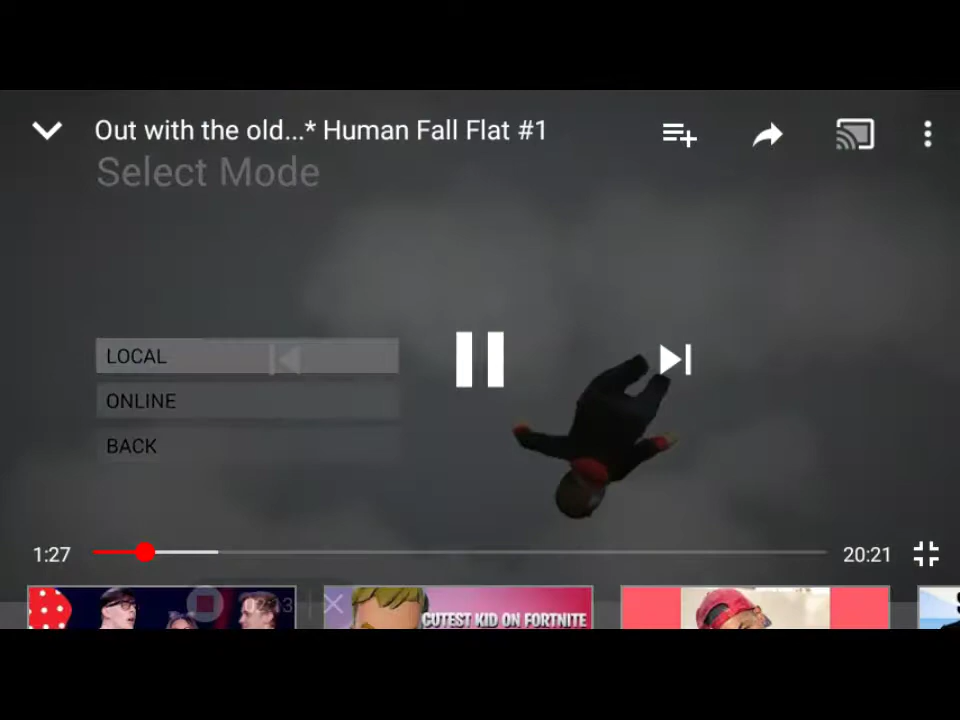 Out with the old...* Human Fall Flat #1
Select Mode
LOCAL
ONLINE
BACK
1:27
20:21
CUTEST KID ON FORTNITE